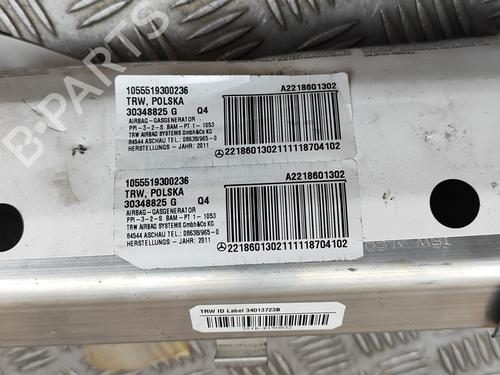 1055519300236
TRW, POLSKA
30348825 G Q4
AIRBAG-GASGENERATOR
PPI-3-2-S BAM-PT 1- 1053
TRW AIRBAG SYSTEMS GmbH&Co KG
84544 ASCHAU TEL.: 08638/965-0
HERSTELLUNGS-JAHR: 2011
A2218601302
2218601302111118704102
1055519300236
TRW, POLSKA
30348825 G Q4
AIRBAG-GASGENERATOR
PPI-3-2-S BAM-PT 1- 1053
TRW AIRBAG SYSTEMS GmbH&Co KG
84544 ASCHAU TEL.: 08638/965-0
HERSTELLUNGS-JAHR: 2011
A2218601302
2218601302111118704102
TRW ID Label 34013723B
B-Parts